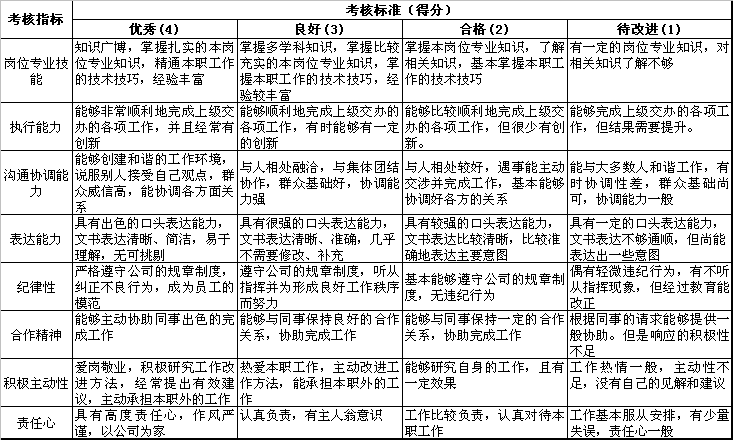 考核指标
考核标准（得分）
优秀(4)
良好(3)
合格(2)
待改进(1)
岗位专业技
能
知识广博，掌握扎实的本岗
位专业知识，精通本职工作
的技术技巧，经验丰富
掌握多学科知识，掌握比较
充实的本岗位专业知识，
掌握本职工作的技术技巧，经
验较丰富
掌握本岗位专业知识，了解
相关知识，基本掌握本职工
作的技术技巧
有一定的岗位专业知识，对
相关知识了解不够
执行能力
能够非常顺利地完成上级交
办的各项工作，并且经常有
创新
能够顺利地完成上级交办的
各项工作，有时能够有一定
的创新
能够比较顺利地完成上级交
办的各项工作，但很少有创
新。
能够完成上级交办的各项工
作，但结果需要提升。
沟通协调能
力
能够创建和谐的工作环境，
说服别人接受自己观点，群
众威信高，能协调各方面关
系
与人相处融洽，与集体团结
协作，群众基础好，协调能
力强
与人相处较好，遇事能主动
交涉并完成工作，基本能够
协调好各方的关系
能与大多数人和谐工作，有
时协调性差，群众基础尚
可，协调能力一般
表达能力
具有出色的口头表达能力，
文书表达清晰、简洁，易于
理解，无可挑剔
具有很强的口头表达能力，
文书表达清晰、准确，几乎
不需要修改、补充
具有较强的口头表达能力，
文书表达比较清晰，比较准
确地表达主要意图
具有一定的口头表达能力，
文书表达不够通顺，但尚能
表达出一些意图
纪律性
严格遵守公司的规章制度，
纠正不良行为，成为员工的
模范
遵守公司的规章制度，听从
指挥并为形成良好工作秩序
而努力
基本能够遵守公司的规章制
度，无违纪行为
偶有轻微违纪行为，有不听
从指挥现象，但经过教育能
改正
合作精神
能够主动协助同事出色的完
成工作
能够与同事保持良好的合作
关系，协助完成工作
能够与同事保持一定的合作
关系，协助完成工作
根据同事的请求能够提供一
般协助。但是响应的积极性
不足
积极主动性
爱岗敬业，积极研究工作改
进方法，经常提出有效建
议，主动承担本职外的工作
热爱本职工作，主动改进工
作方法，能承担本职外的工
作
能够研究自身的工作，且有
一定效果
工作热情一般，主动性不
足，没有自己的见解和建议
责任心
具有高度责任心，作风严
谨，以公司为家
认真负责，有主人翁意识
工作比较负责，认真对待本
职工作
工作基本服从安排，有少量
失误，责任心一般